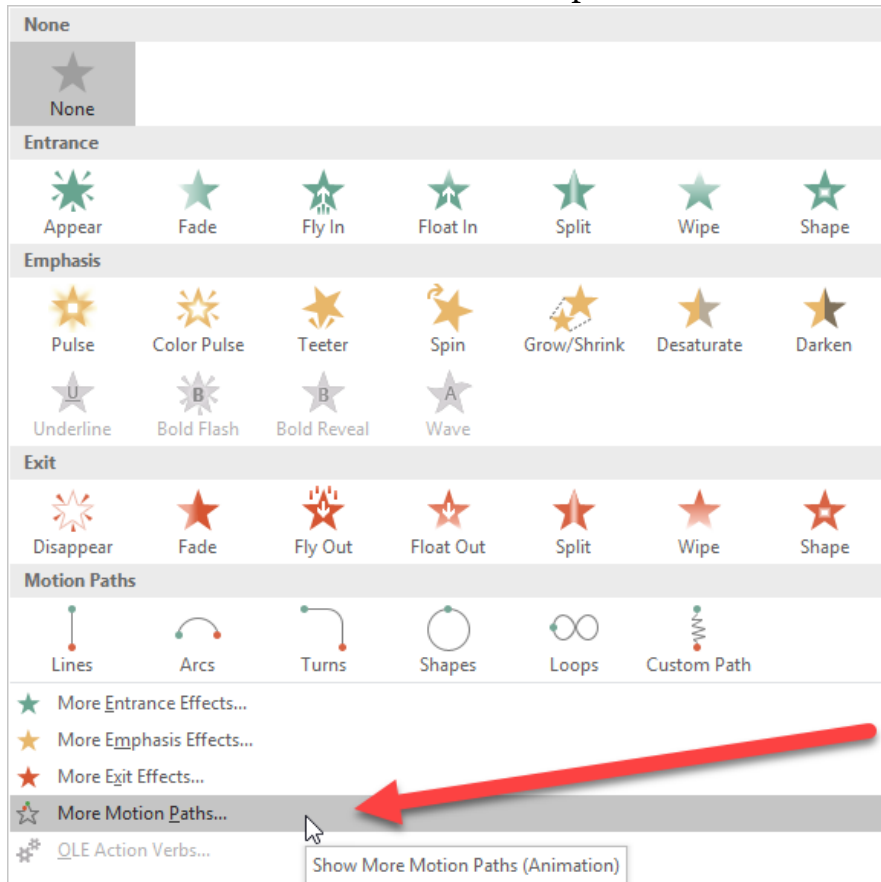 None
None
Entrance
Appear Fade Fly In Float In Split Wipe Shape
Emphasis
Pulse Color Pulse Teeter Spin Grow/Shrink Desaturate Darken
U B B A
Underline Bold Flash Bold Reveal Wave
Exit
Disappear Fade Fly Out Float Out Split Wipe Shape
Motion Paths
Lines Arcs Turns Shapes Loops Custom Path
More Entrance Effects...
More Emphasis Effects...
More Exit Effects...
More Motion Paths...
OLE Action Verbs...
Show More Motion Paths (Animation)